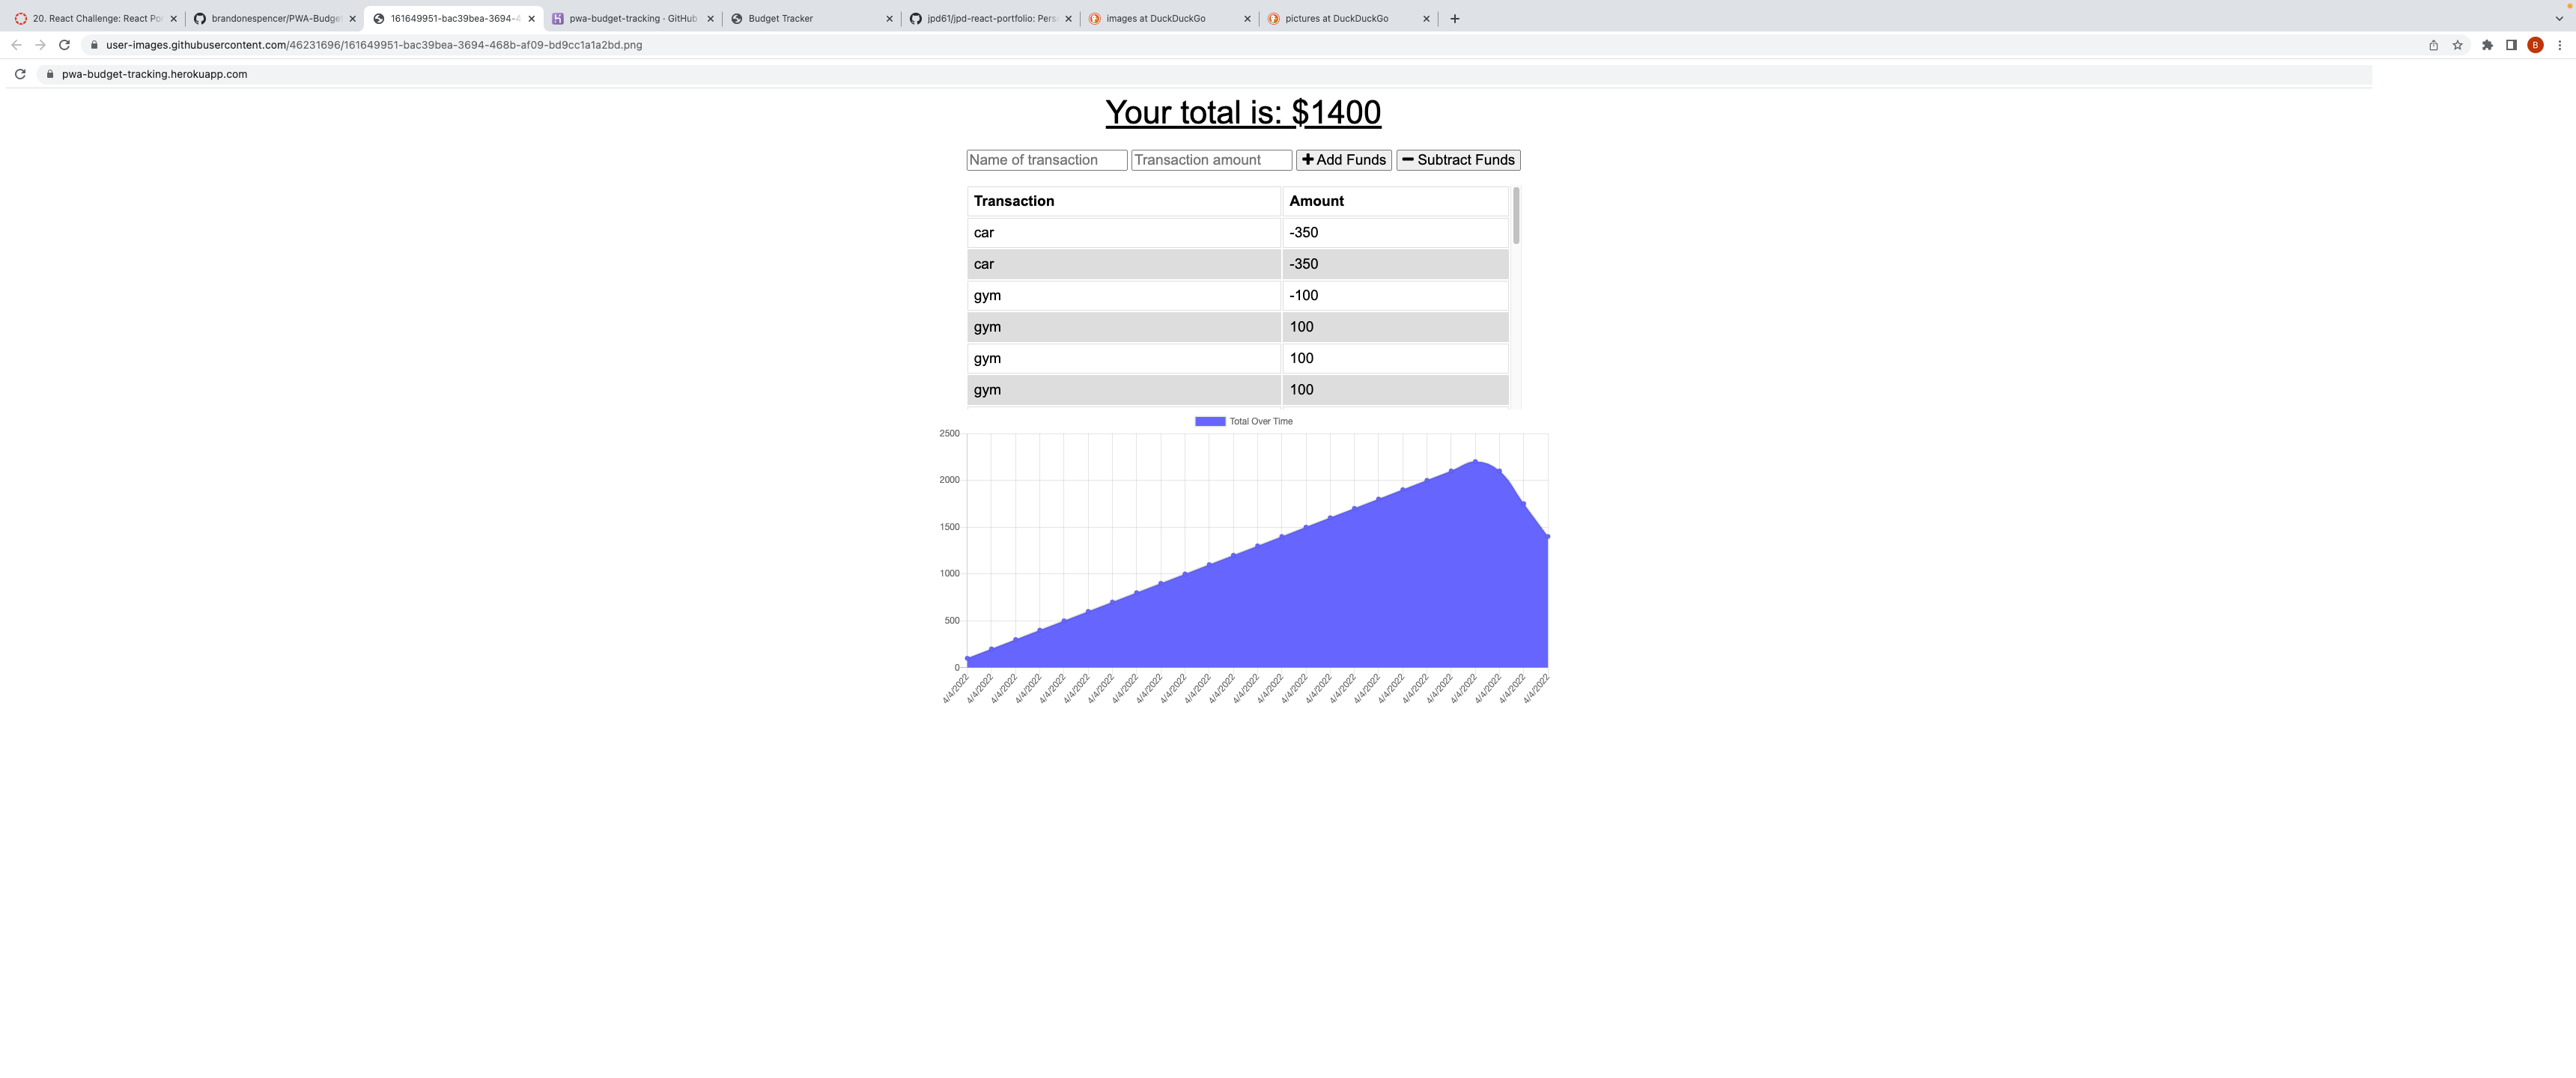 20. React Challenge: React Po
brandonespencer/PWA-Budge
161649951-bac39bea-3694-4
pwa-budget-tracking · GitHub
Budget Tracker
jpd61/jpd-react-portfolio: Pers
images at DuckDuckGo
pictures at DuckDuckGo
user-images.githubusercontent.com/46231696/161649951-bac39bea-3694-468b-af09-bd9cc1a1a2bd.png
B
pwa-budget-tracking.herokuapp.com
Your total is: $1400
Name of transaction Transaction amount Add Funds Subtract Funds
Transaction Amount
car -350
car -350
gym -100
gym 100
gym 100
gym 100
Total Over Time
2500
2000
1500
1000
500
0
4/4/2022 4/4/2022 4/4/2022 4/4/2022 4/4/2022 4/4/2022 4/4/2022 4/4/2022 4/4/2022 4/4/2022 4/4/2022 4/4/2022 4/4/2022 4/4/2022 4/4/2022 4/4/2022 4/4/2022 4/4/2022 4/4/2022 4/4/2022 4/4/2022 4/4/2022 4/4/2022 4/4/2022 4/4/2022